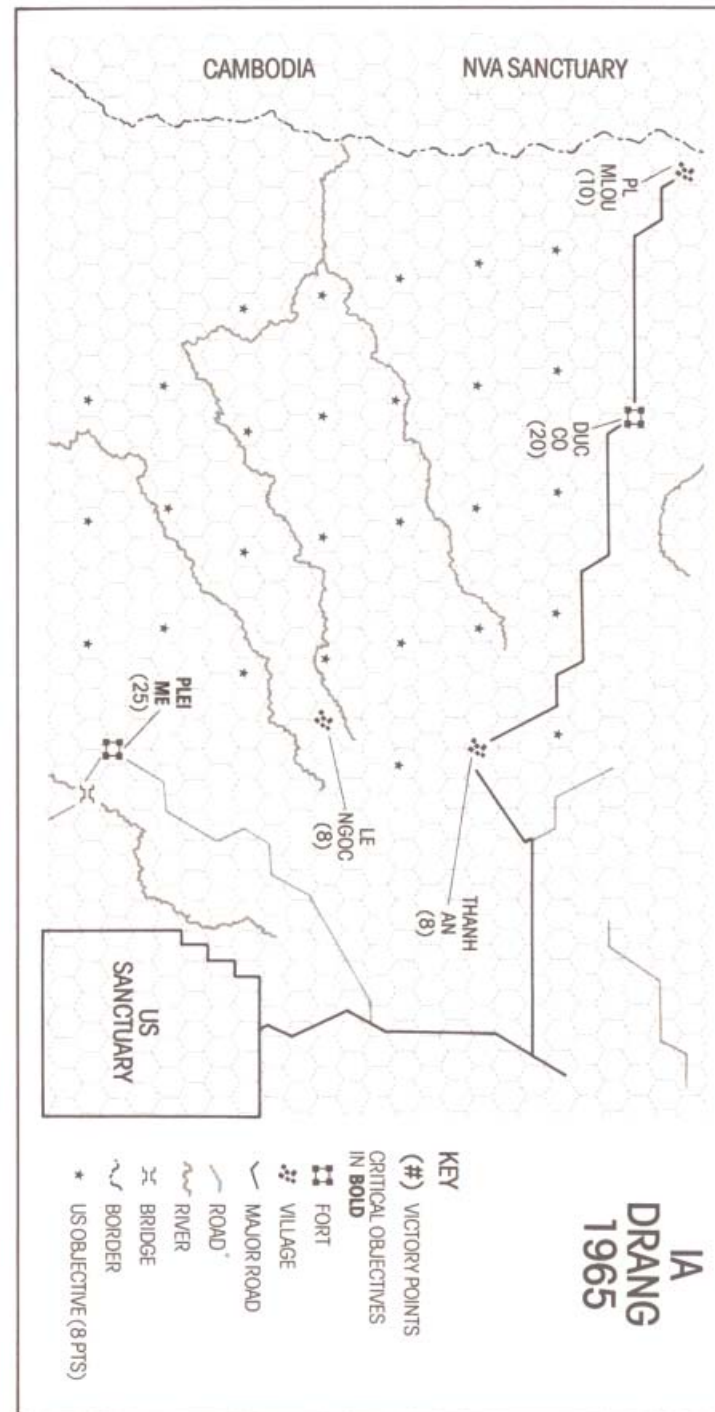 IA
DRANG
1965
CAMBODIA
NVA SANCTUARY
PL
MLOU
(10)
DUC
CO
(20)
THANH
AN
(8)
LE
NGOC
(8)
PLEI
ME
(25)
US
SANCTUARY
KEY
(#) VICTORY POINTS
CRITICAL OBJECTIVES
IN BOLD
FORT
VILLAGE
MAJOR ROAD
ROAD°
RIVER
BRIDGE
BORDER
US OBJECTIVE (8 PTS)